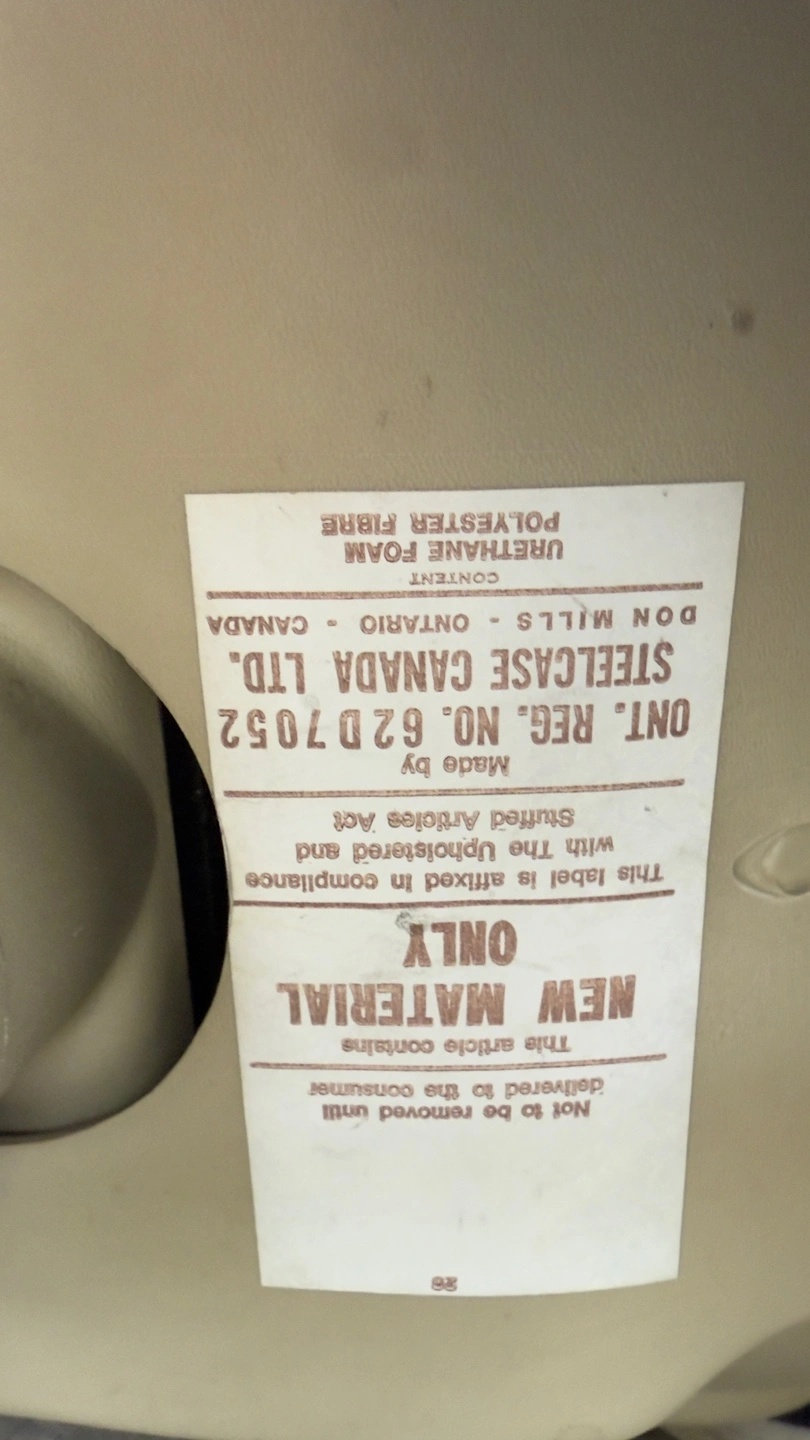 26
Not to be removed until
delivered to the consumer
This article contains
NEW MATERIAL
ONLY
This label is affixed in compliance
with The Upholstered and
Stuffed Articles Act
Made by
ONT. REG. NO. 62D7052
STEELCASE CANADA LTD.
DON MILLS - ONTARIO - CANADA
CONTENT
URETHANE FOAM
POLYESTER FIBRE